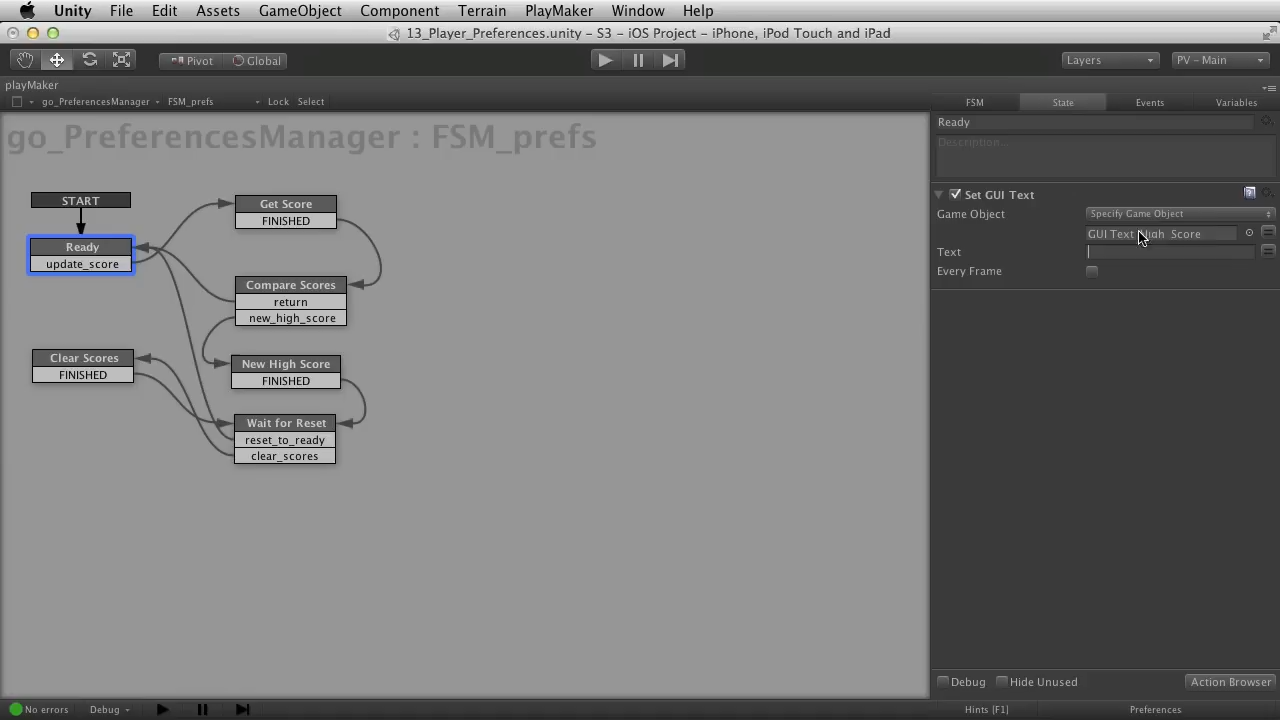 Unity File Edit Assets GameObject Component Terrain PlayMaker Window Help
13_Player_Preferences.unity – S3 – iOS Project – iPhone, iPod Touch and iPad
Pivot Global Layers PV – Main
playMaker
go_PreferencesManager FSM_prefs Lock Select
FSM State Events Variables
go_PreferencesManager : FSM_prefs
START
Ready
update_score
Get Score
FINISHED
Compare Scores
return
new_high_score
Clear Scores
FINISHED
New High Score
FINISHED
Wait for Reset
reset_to_ready
clear_scores
Ready
Description...
Set GUI Text
Game Object Specify Game Object
GUI Text High Score
Text
Every Frame
Debug Hide Unused Action Browser
No errors Debug Hints [F1] Preferences